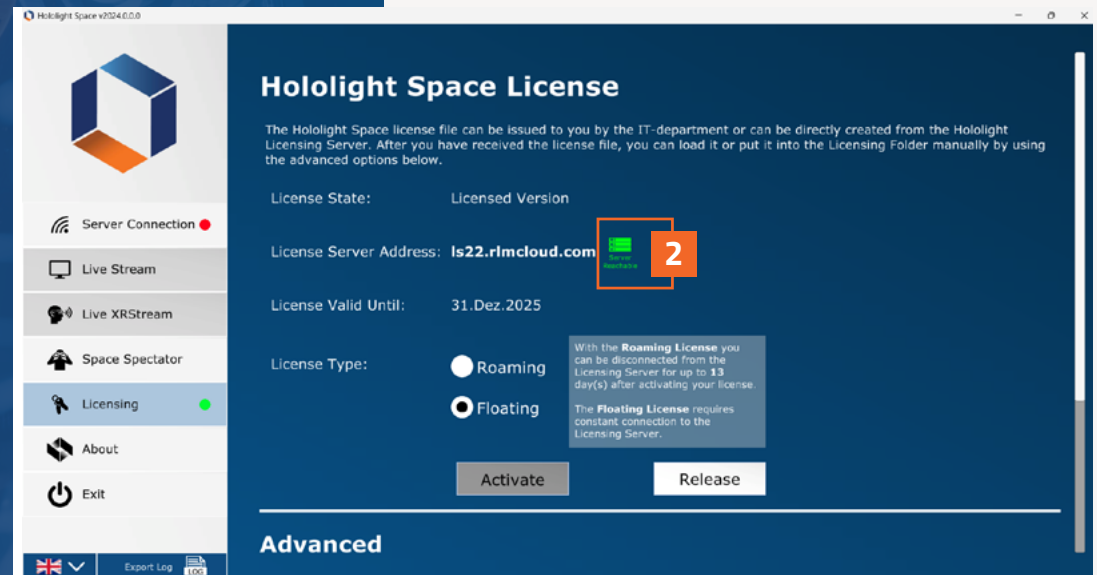 Hololight Space v2024.0.0.0
Hololight Space License
The Hololight Space license file can be issued to you by the IT-department or can be directly created from the Hololight
Licensing Server. After you have received the license file, you can load it or put it into the Licensing Folder manually by using
the advanced options below.
License State: Licensed Version
Server Connection
License Server Address: ls22.rlmcloud.com
Server
Reachable
2
Live Stream
License Valid Until: 31.Dez.2025
Live XRStream
Space Spectator
License Type:
Roaming
Floating
With the Roaming License you
can be disconnected from the
Licensing Server for up to 13
day(s) after activating your license.
The Floating License requires
constant connection to the
Licensing Server.
Licensing
About
Activate
Release
Exit
Advanced
Export Log
LOG